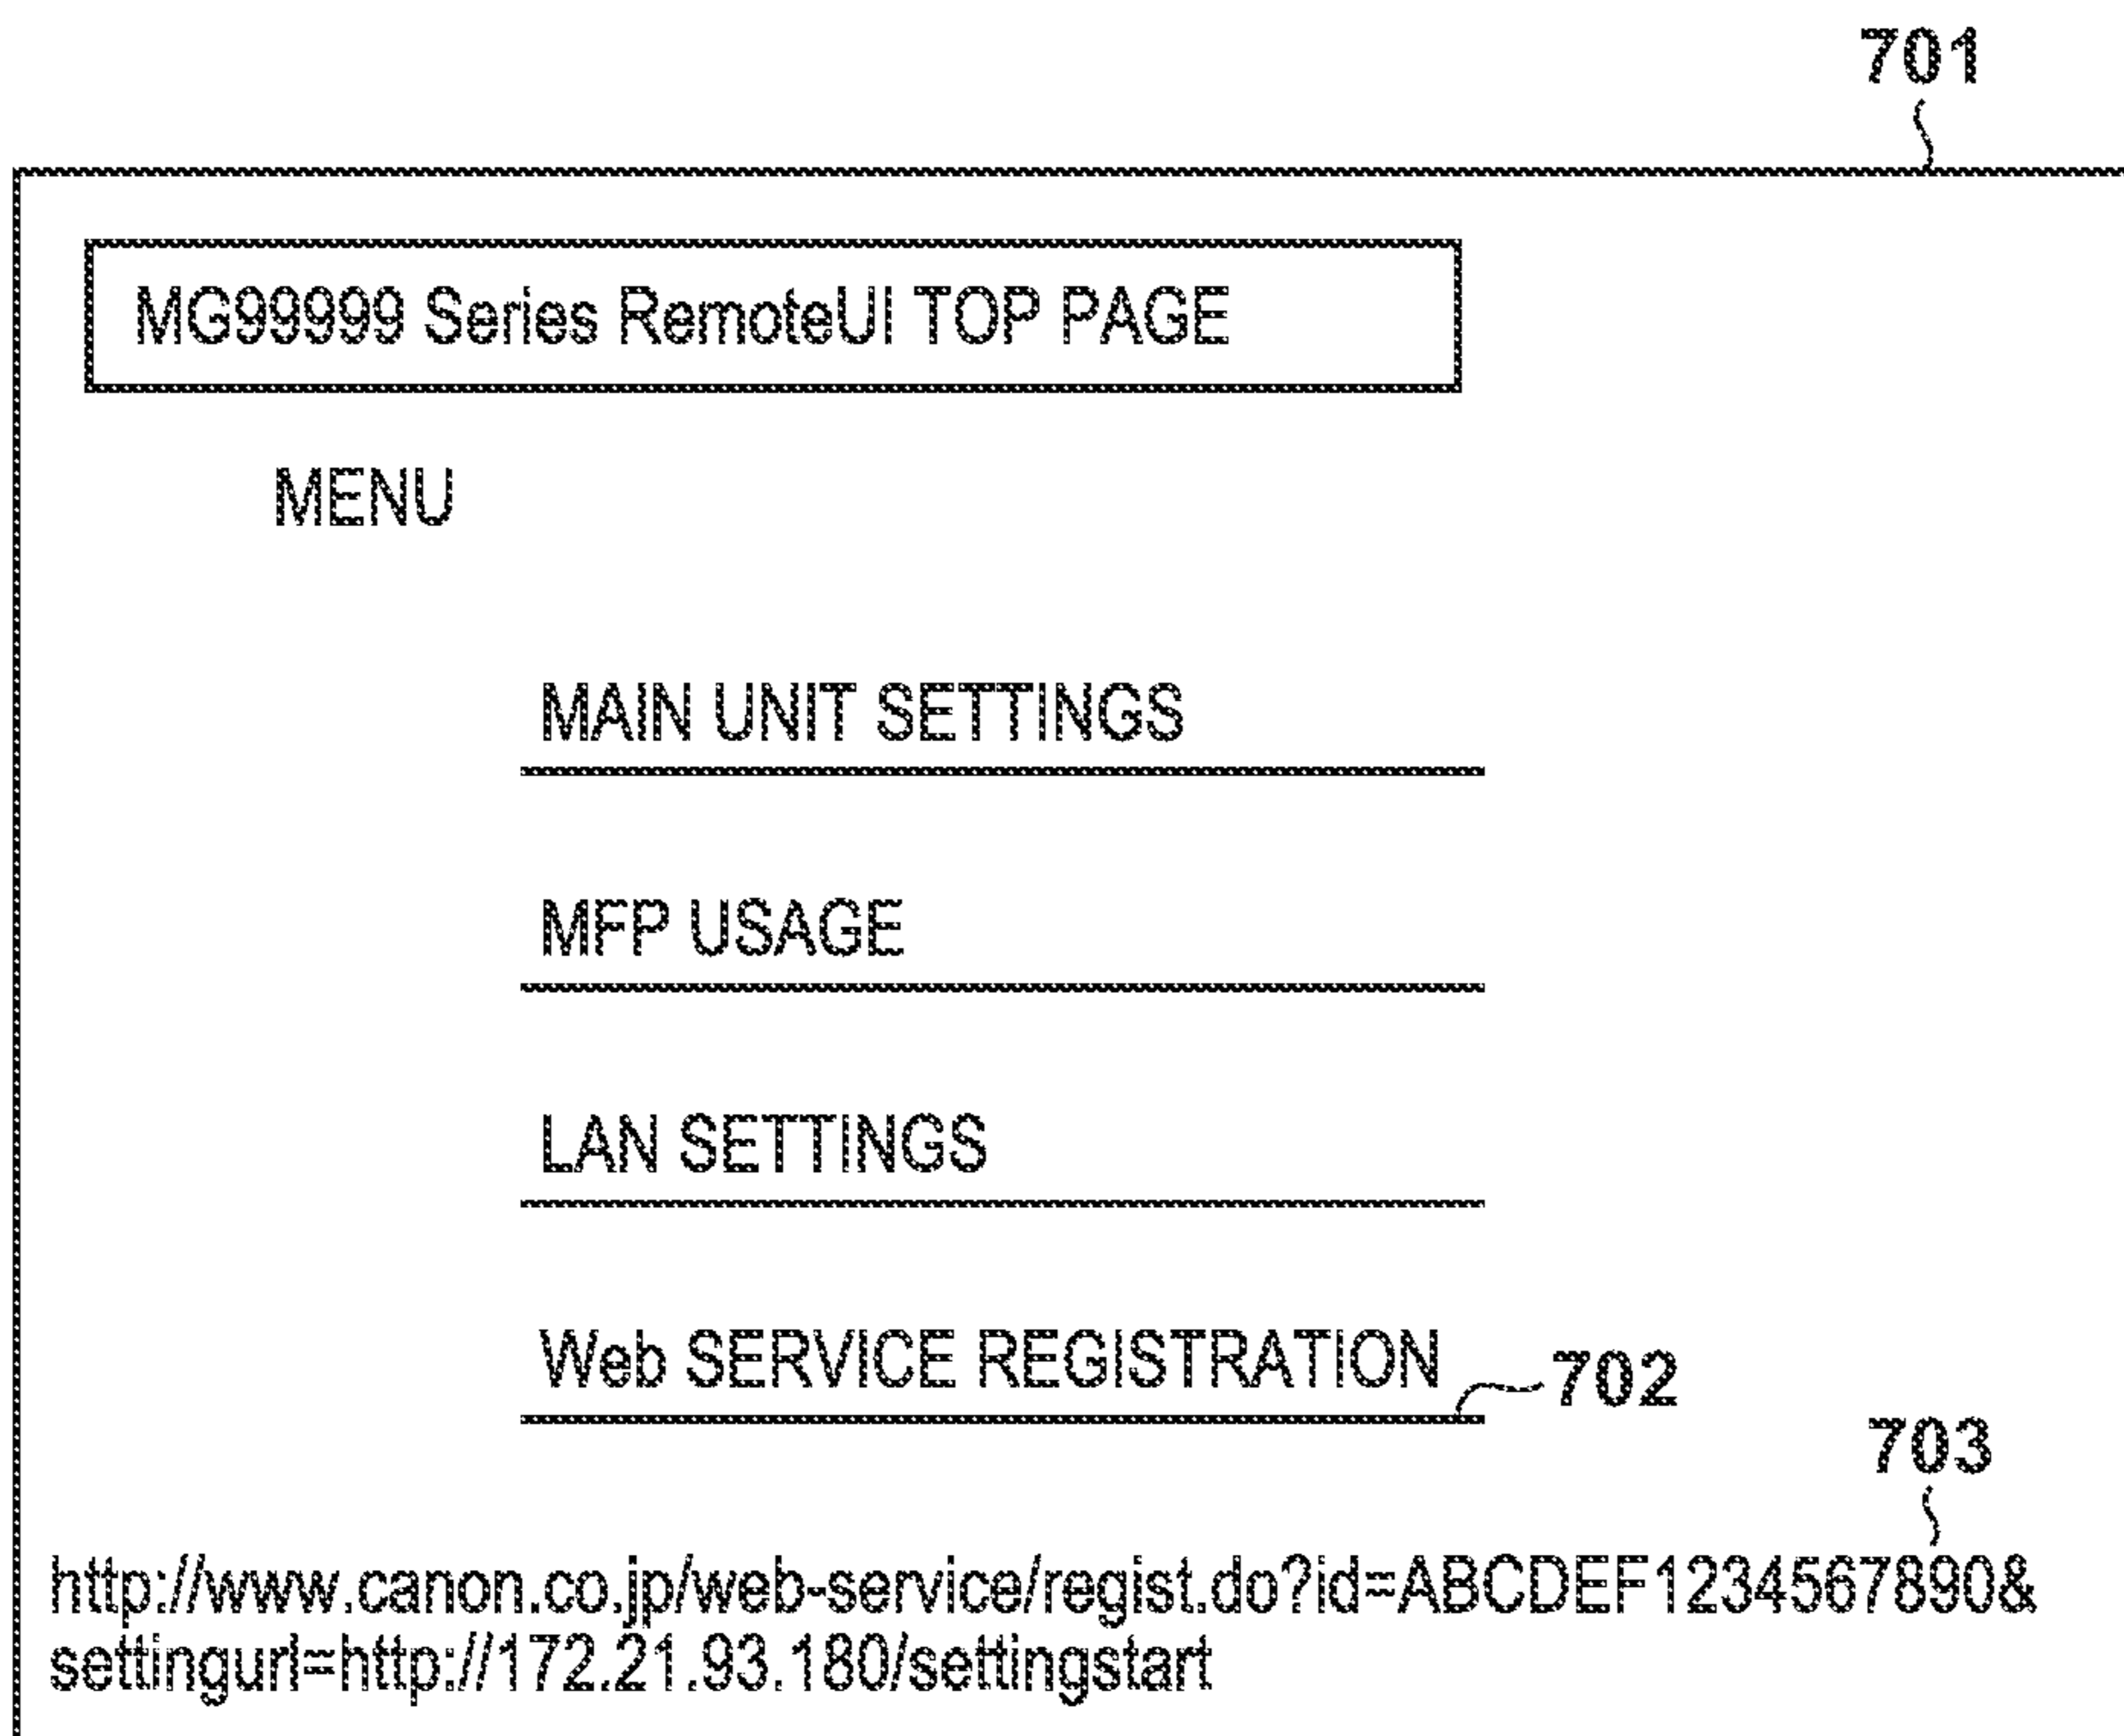 701
MG99999 Series RemoteUI TOP PAGE
MENU
MAIN UNIT SETTINGS
MFP USAGE
LAN SETTINGS
Web SERVICE REGISTRATION
702
703
http://www.canon.co.jp/web-service/regist.do?id=ABCDEF1234567890&
settingurl=http://172.21.93.180/settingstart